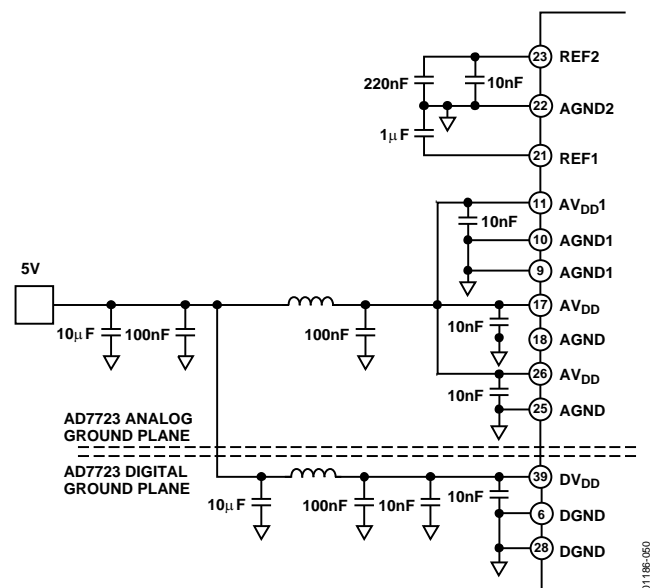 23 REF2
220nF 10nF
22 AGND2
1μF
21 REF1
11 AVDD1
10nF
10 AGND1
5V
9 AGND1
17 AVDD
10μF 100nF 100nF 10nF
18 AGND
26 AVDD
10nF
25 AGND
AD7723 ANALOG
GROUND PLANE
AD7723 DIGITAL
GROUND PLANE
39 DVDD
10μF 100nF 10nF 10nF
6 DGND
28 DGND
01186-050